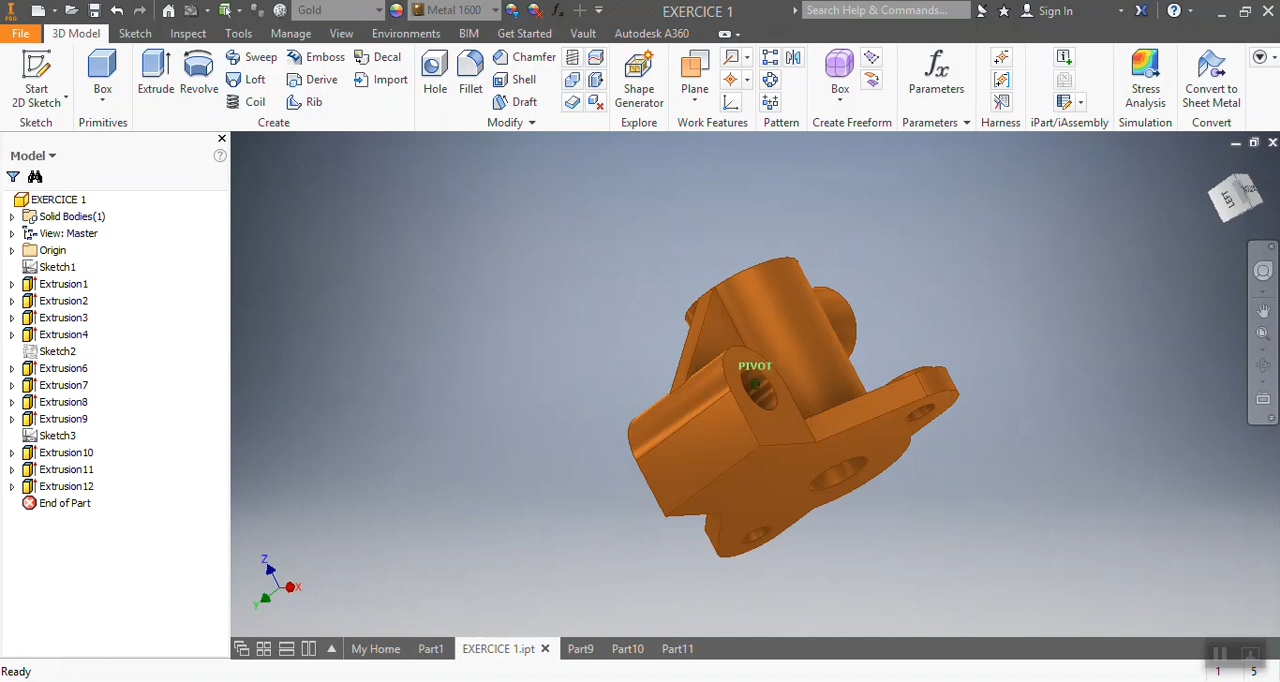 PRO
Gold
Metal 1600
EXERCICE 1
Search Help & Commands...
Sign In
File
3D Model
Sketch
Inspect
Tools
Manage
View
Environments
BIM
Get Started
Vault
Autodesk A360
Start
2D Sketch
Sketch
Box
Primitives
Extrude
Revolve
Sweep
Emboss
Decal
Loft
Derive
Import
Coil
Rib
Create
Hole
Fillet
Chamfer
Shell
Draft
Modify
Shape
Generator
Explore
Plane
Work Features
Pattern
Box
Create Freeform
Parameters
Parameters
Harness
iPart/iAssembly
Stress
Analysis
Simulation
Convert to
Sheet Metal
Convert
Model
EXERCICE 1
Solid Bodies(1)
View: Master
Origin
Sketch1
Extrusion1
Extrusion2
Extrusion3
Extrusion4
Sketch2
Extrusion6
Extrusion7
Extrusion8
Extrusion9
Sketch3
Extrusion10
Extrusion11
Extrusion12
End of Part
LEFT
PIVOT
Z
X
Y
My Home
Part1
EXERCICE 1.ipt
Part9
Part10
Part11
Ready
1
5